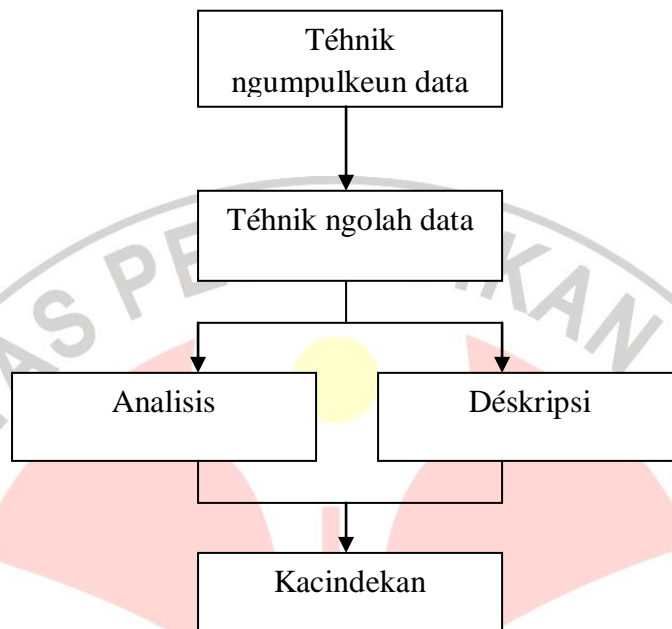 Téhnik
ngumpulkeun data
Téhnik ngolah data
Analisis
Déskripsi
Kacindekan